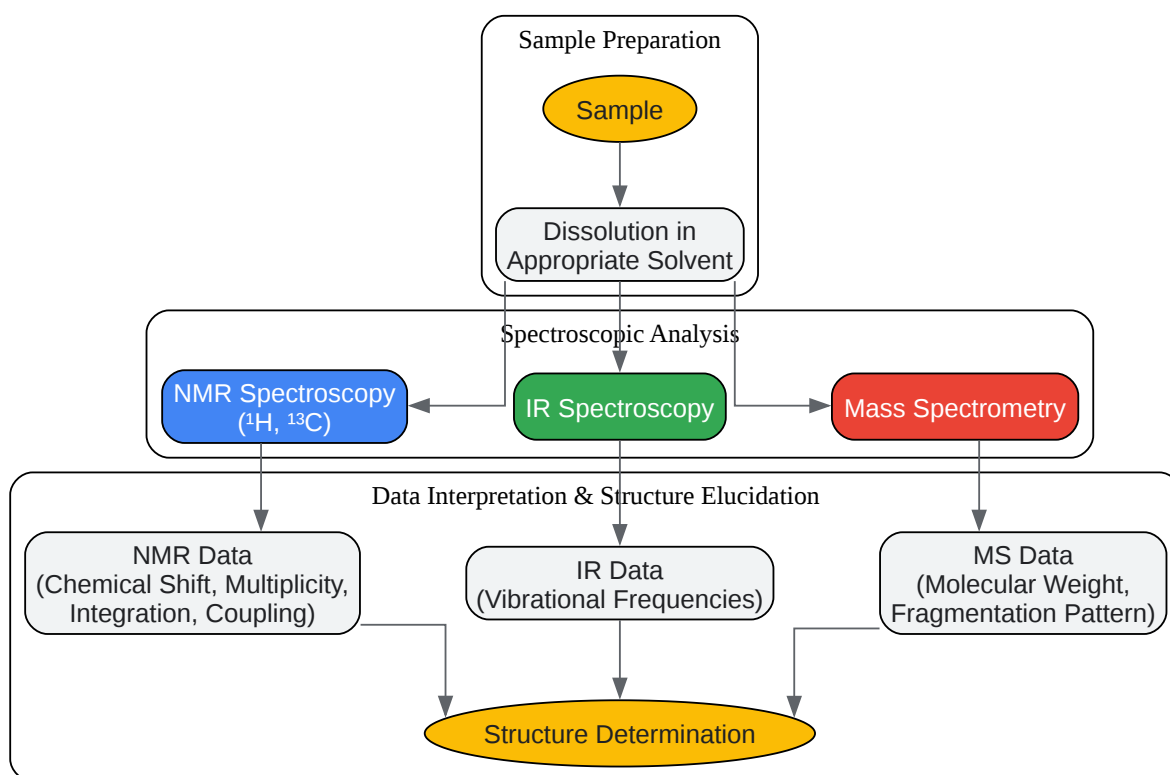 Sample Preparation
Sample
Dissolution in
Appropriate Solvent
Spectroscopic Analysis
NMR Spectroscopy
(¹H, ¹³C)
IR Spectroscopy
Mass Spectrometry
Data Interpretation & Structure Elucidation
NMR Data
(Chemical Shift, Multiplicity,
Integration, Coupling)
IR Data
(Vibrational Frequencies)
MS Data
(Molecular Weight,
Fragmentation Pattern)
Structure Determination